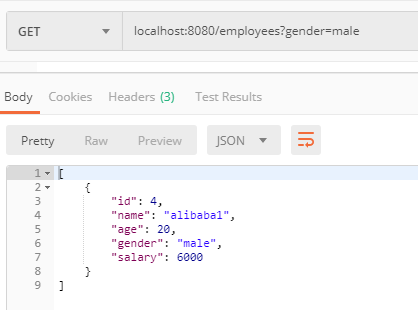 GET localhost:8080/employees?gender=male
Body Cookies Headers (3) Test Results
Pretty Raw Preview JSON
1 [
2 {
3 "id": 4,
4 "name": "alibaba1",
5 "age": 20,
6 "gender": "male",
7 "salary": 6000
8 }
9 ]